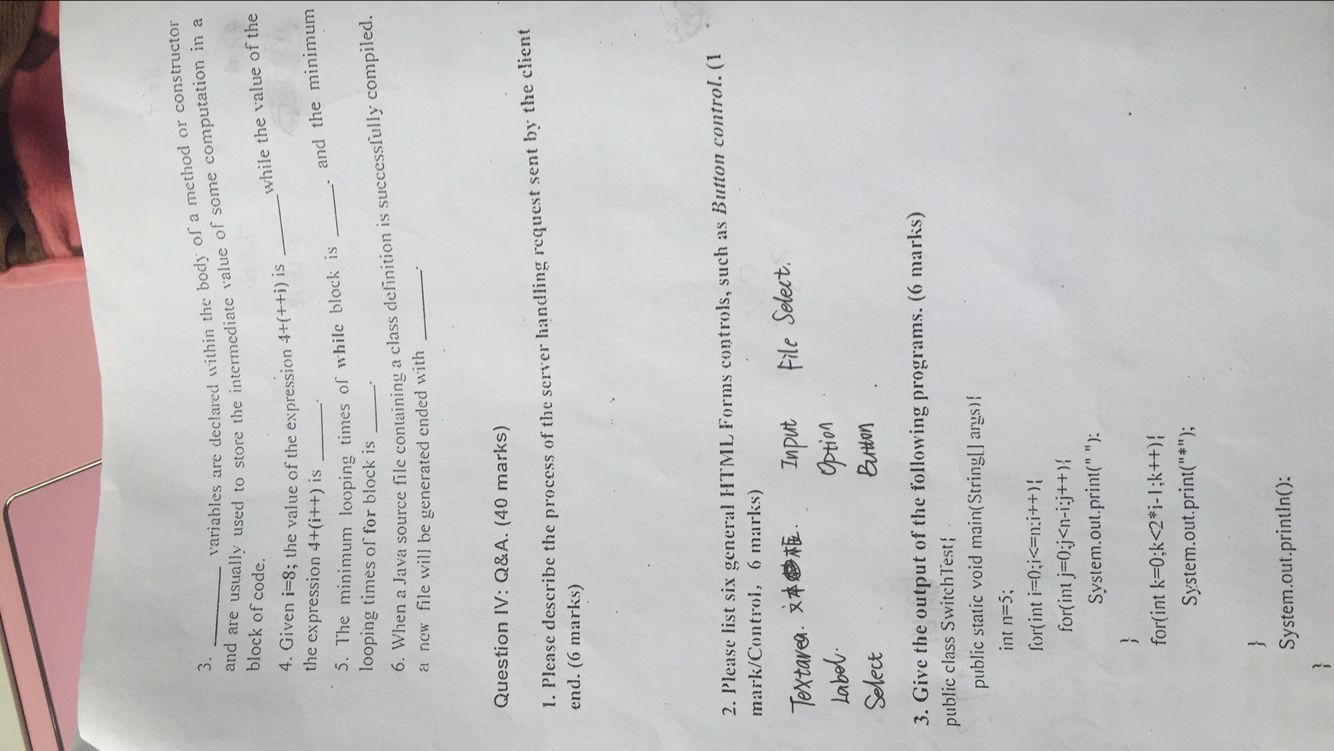 3. ________ variables are declared within the body of a method or constructor
and are usually used to store the intermediate value of some computation in a
block of code.
4. Given i=8; the value of the expression 4+(++i) is ______while the value of the
the expression 4+(i++) is ______.
5. The minimum looping times of while block is _____. and the minimum
looping times of for block is _____.
6. When a Java source file containing a class definition is successfully compiled.
a new file will be generated ended with _______.
Question IV: Q&A. (40 marks)
1. Please describe the process of the server handling request sent by the client
end. (6 marks)
2. Please list six general HTML Forms controls, such as Button control. (1
mark/Control, 6 marks)
Textarea. 文本框. Input File Select.
Label. Option
Select Button
3. Give the output of the following programs. (6 marks)
public class SwitchTest{
public static void main(String[] args){
int n=5;
for(int i=0;i<=n;i++){
for(int j=0;j<n-i;j++){
System.out.print(" ");
}
for(int k=0;k<2*i-1;k++){
System.out.print("*");
}
System.out.println();
}